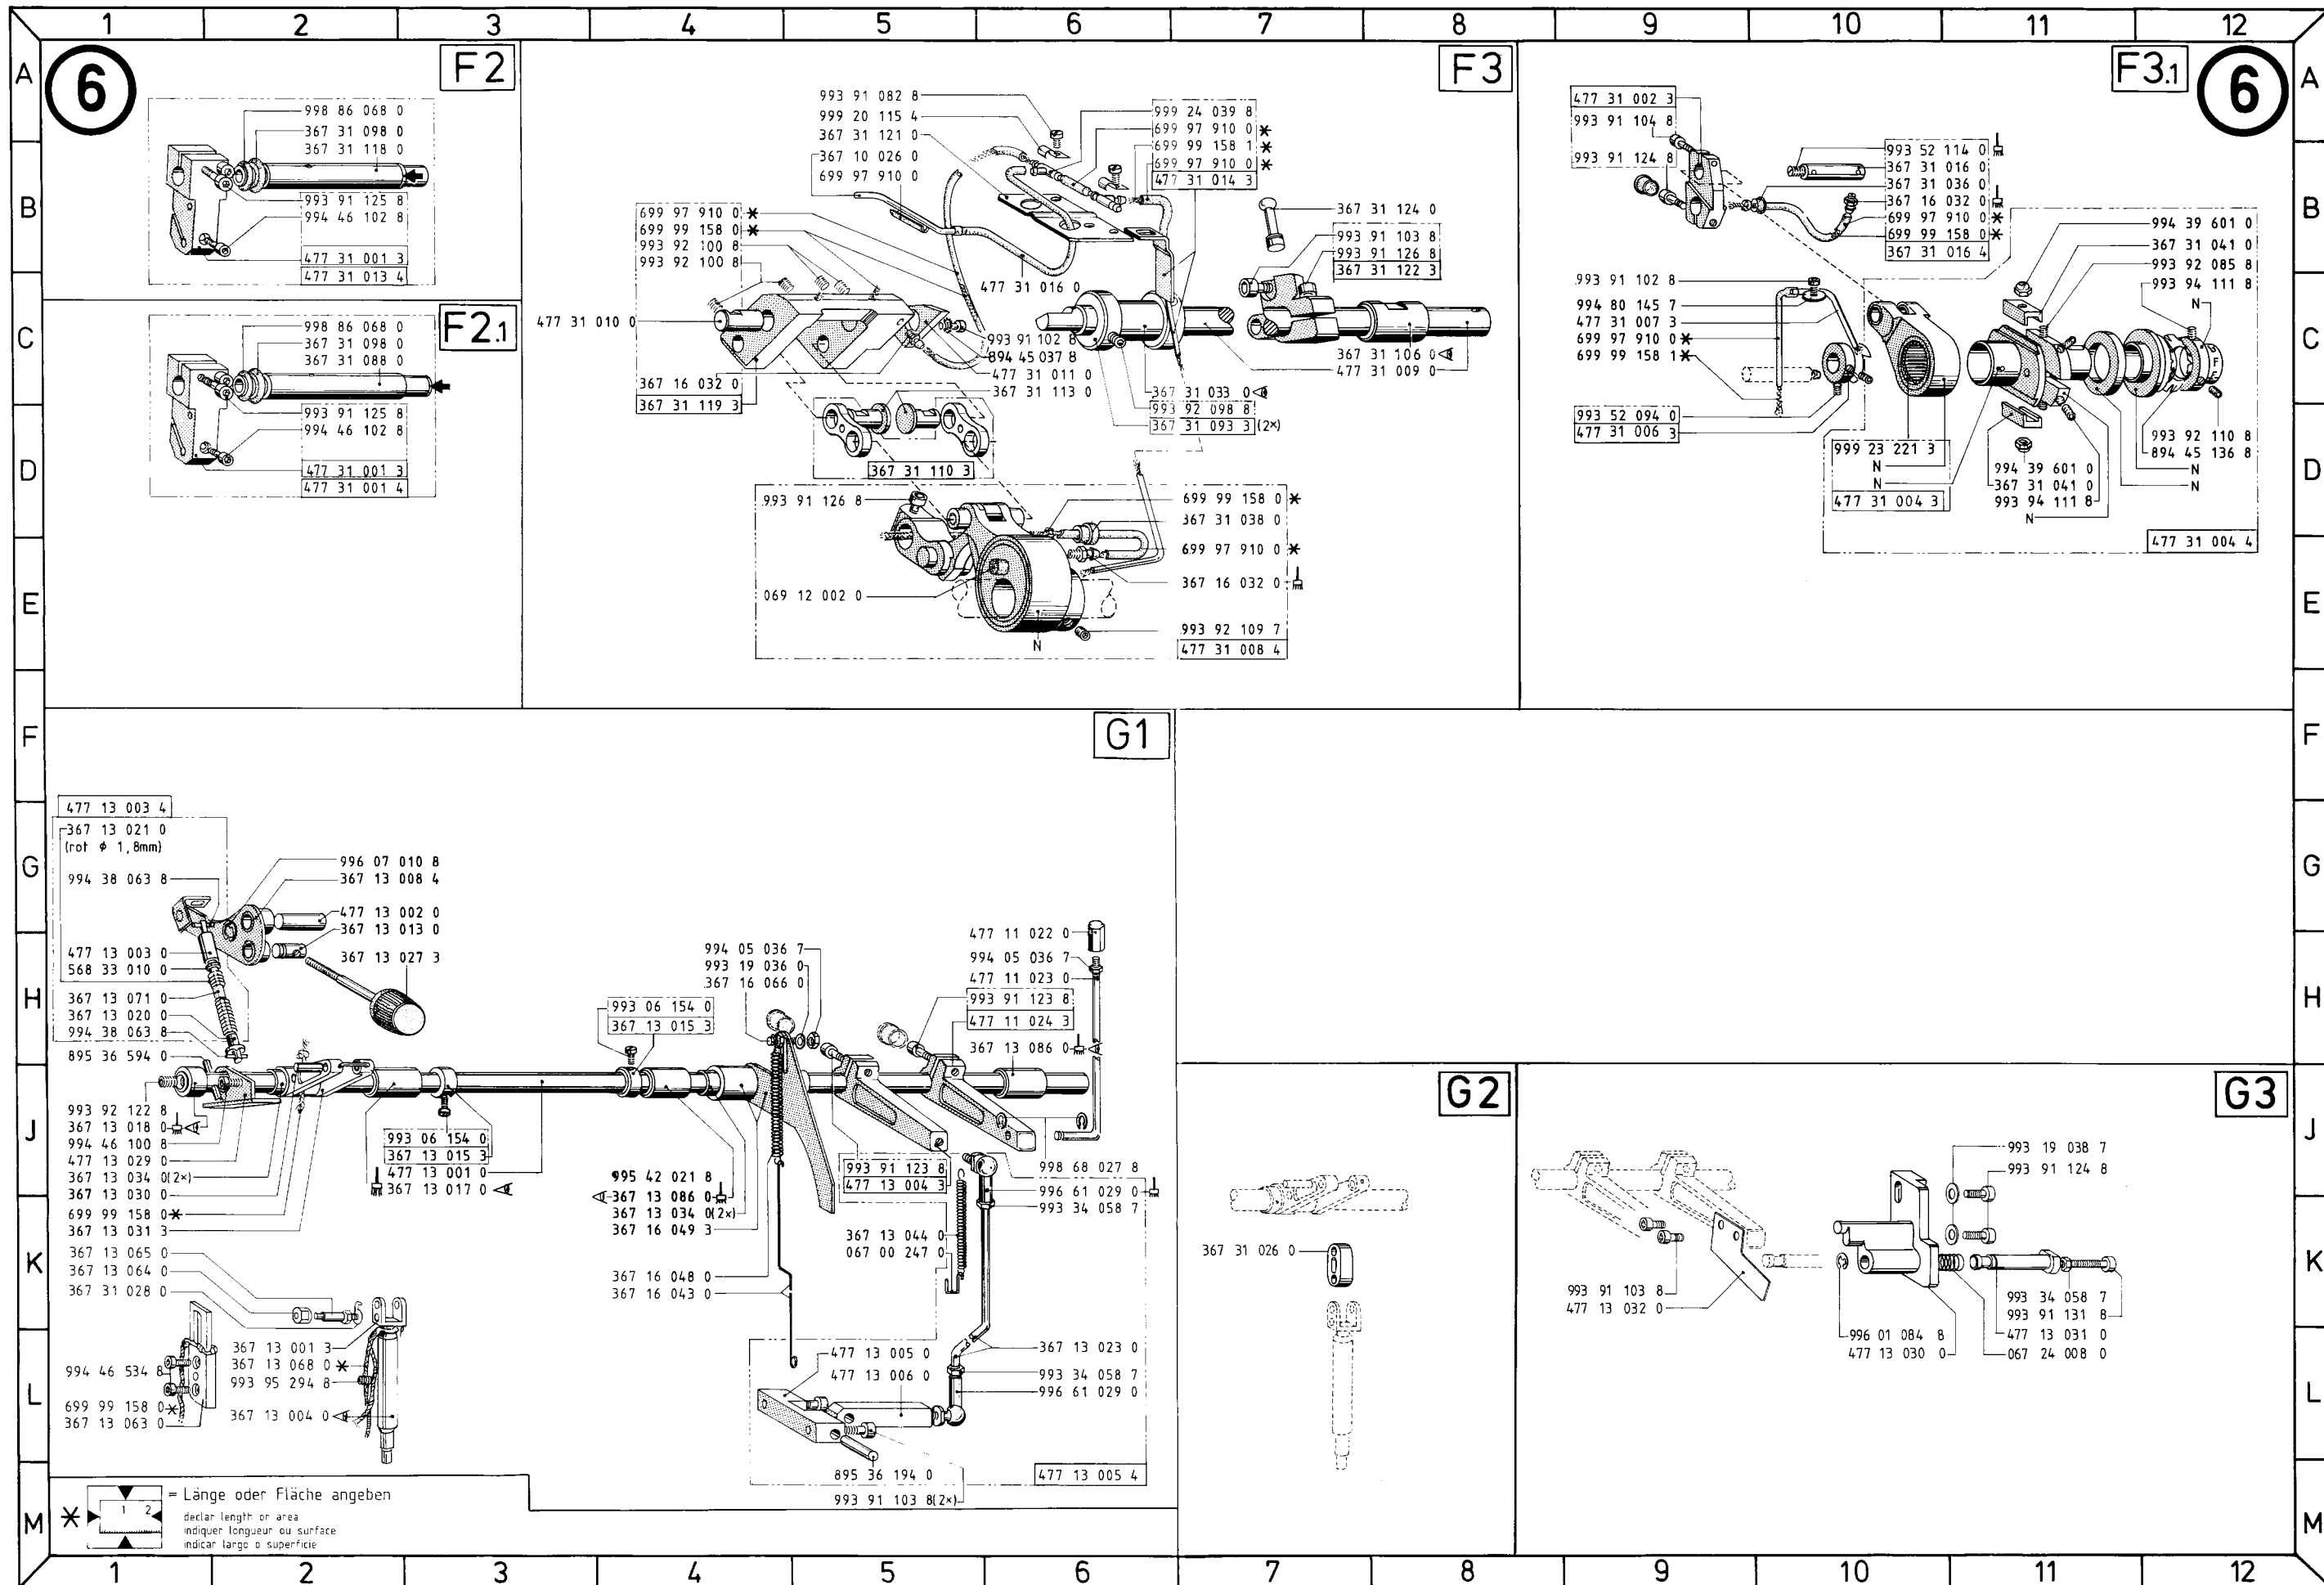 1 2 3 4 5 6 7 8 9 10 11 12
A
B
C
D
E
F
G
H
J
K
L
M
6
F2
998 86 068 0
367 31 098 0
367 31 118 0
993 91 125 8
994 46 102 8
477 31 001 3
477 31 013 4
F2.1
998 86 068 0
367 31 098 0
367 31 088 0
993 91 125 8
994 46 102 8
477 31 001 3
477 31 001 4
F3
993 91 082 8
999 20 115 4
367 31 121 0
367 10 026 0
699 97 910 0
999 24 039 8
699 97 910 0 *
699 99 158 1 *
699 97 910 0 *
477 31 014 3
699 97 910 0 *
699 99 158 0 *
993 92 100 8
993 92 100 8
477 31 016 0
367 31 124 0
993 91 103 8
993 91 126 8
367 31 122 3
477 31 010 0
993 91 102 8
894 45 037 8
477 31 011 0
367 31 113 0
367 16 032 0
367 31 119 3
367 31 106 0
477 31 009 0
367 31 033 0
993 92 098 8
367 31 093 3 (2x)
367 31 110 3
993 91 126 8
699 99 158 0 *
367 31 038 0
699 97 910 0 *
367 16 032 0
069 12 002 0
993 92 109 7
N
477 31 008 4
F3.1
6
477 31 002 3
993 91 104 8
993 91 124 8
993 52 114 0
367 31 016 0
367 31 036 0
367 16 032 0
699 97 910 0 *
699 99 158 0 *
367 31 016 4
994 39 601 0
367 31 041 0
993 92 085 8
993 94 111 8
N
993 91 102 8
994 80 145 7
477 31 007 3
699 97 910 0 *
699 99 158 1 *
993 52 094 0
477 31 006 3
F
999 23 221 3
N
N
477 31 004 3
994 39 601 0
367 31 041 0
993 94 111 8
N
993 92 110 8
894 45 136 8
N
N
477 31 004 4
G1
477 13 003 4
367 13 021 0
(rot ϕ 1,8mm)
994 38 063 8
996 07 010 8
367 13 008 4
477 13 002 0
367 13 013 0
367 13 027 3
477 13 003 0
568 33 010 0
367 13 071 0
367 13 020 0
994 38 063 8
895 36 594 0
993 92 122 8
367 13 018 0
994 46 100 8
477 13 029 0
367 13 034 0(2x)
367 13 030 0
699 99 158 0 *
367 13 031 3
367 13 065 0
367 13 064 0
367 31 028 0
993 06 154 0
367 13 015 3
477 13 001 0
367 13 017 0
993 06 154 0
367 13 015 3
994 05 036 7
993 19 036 0
367 16 066 0
477 11 022 0
994 05 036 7
477 11 023 0
993 91 123 8
477 11 024 3
367 13 086 0
995 42 021 8
367 13 086 0
367 13 034 0(2x)
367 16 049 3
367 16 048 0
367 16 043 0
993 91 123 8
477 13 004 3
998 68 027 8
996 61 029 0
993 34 058 7
367 13 044 0
067 00 247 0
367 13 001 3
367 13 068 0 *
993 95 294 8
367 13 004 0
994 46 534 8
699 99 158 0 *
367 13 063 0
477 13 005 0
477 13 006 0
367 13 023 0
993 34 058 7
996 61 029 0
895 36 194 0
477 13 005 4
993 91 103 8(2x)
G2
367 31 026 0
G3
993 19 038 7
993 91 124 8
993 91 103 8
477 13 032 0
993 34 058 7
993 91 131 8
996 01 084 8
477 13 031 0
477 13 030 0
067 24 008 0
* 1 2 = Länge oder Fläche angeben
declar length or area
indiquer longueur ou surface
indicar largo o superficie
A
B
C
D
E
F
G
H
J
K
L
M
1 2 3 4 5 6 7 8 9 10 11 12